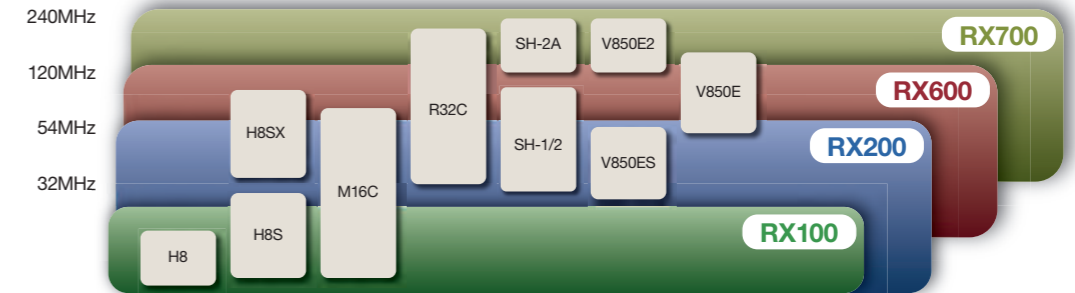 240MHz
RX700
SH-2A
V850E2
120MHz
RX600
V850E
R32C
54MHz
H8SX
SH-1/2
RX200
V850ES
32MHz
M16C
H8S
RX100
H8